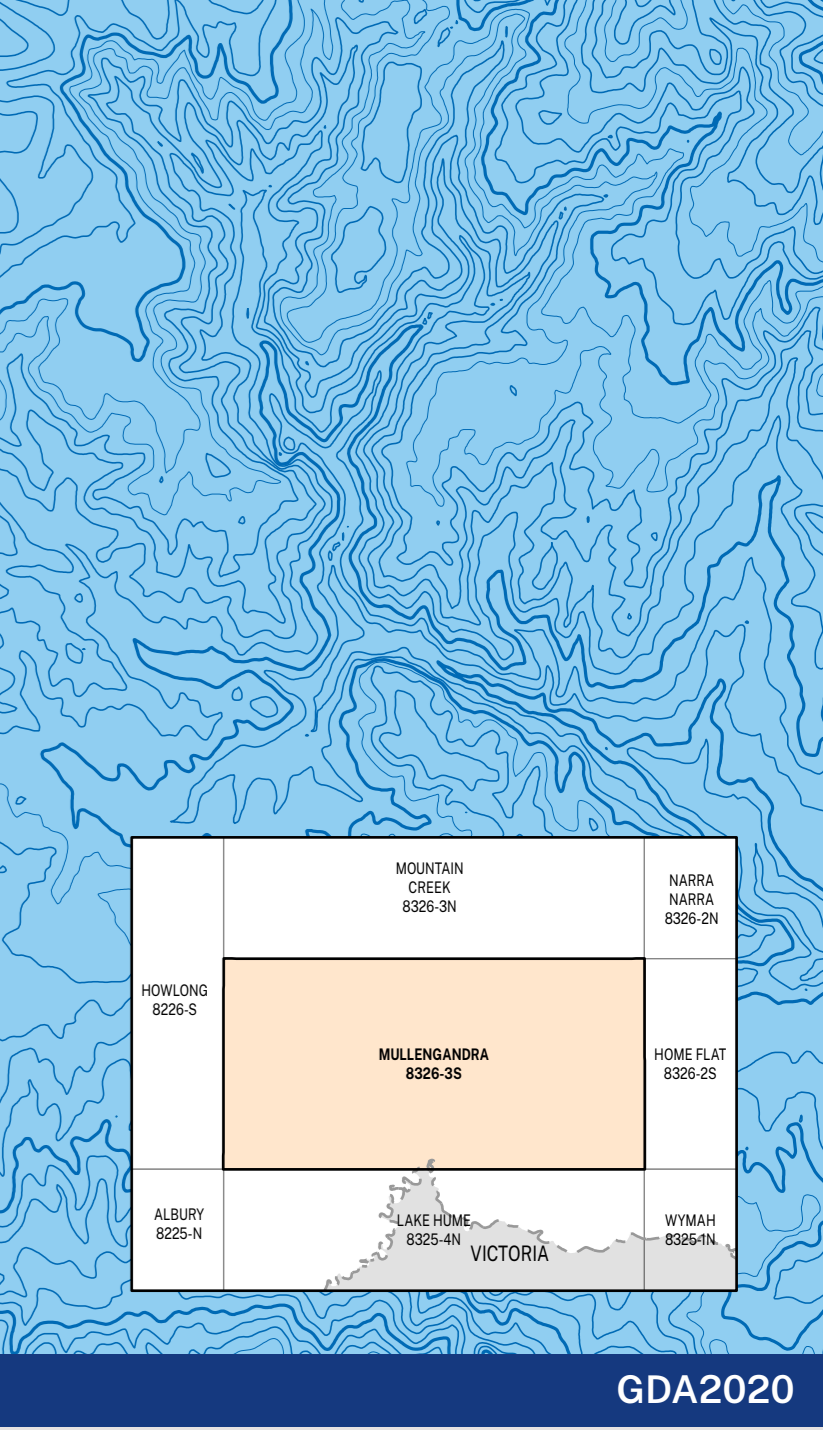 MOUNTAIN
CREEK
8326-3N
NARRA
NARRA
8326-2N
HOWLONG
8226-S
MULLENGANDRA
8326-3S
HOME FLAT
8326-2S
ALBURY
8225-N
LAKE HUME
8325-4N
VICTORIA
WYMAH
8325-1N
GDA2020